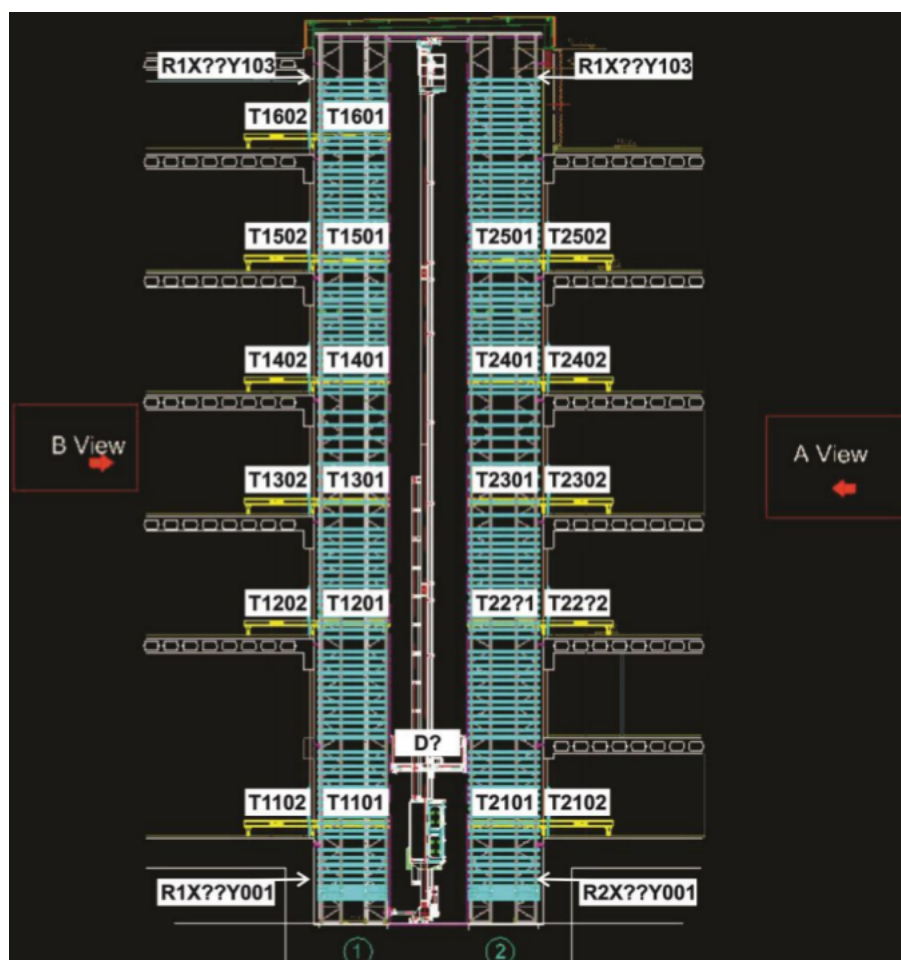 R1X??Y103 R1X??Y103
T1602 T1601
T1502 T1501 T2501 T2502
T1402 T1401 T2401 T2402
B View
A View
T1302 T1301 T2301 T2302
T1202 T1201 T22?1 T22?2
D?
T1102 T1101 T2101 T2102
R1X??Y001 R2X??Y001
1 2